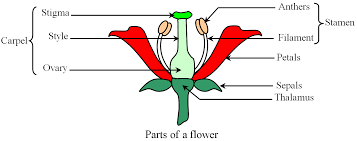 Stigma
Style
Carpel
Ovary
Anthers
Stamen
Filament
Petals
Sepals
Thalamus
Parts of a flower